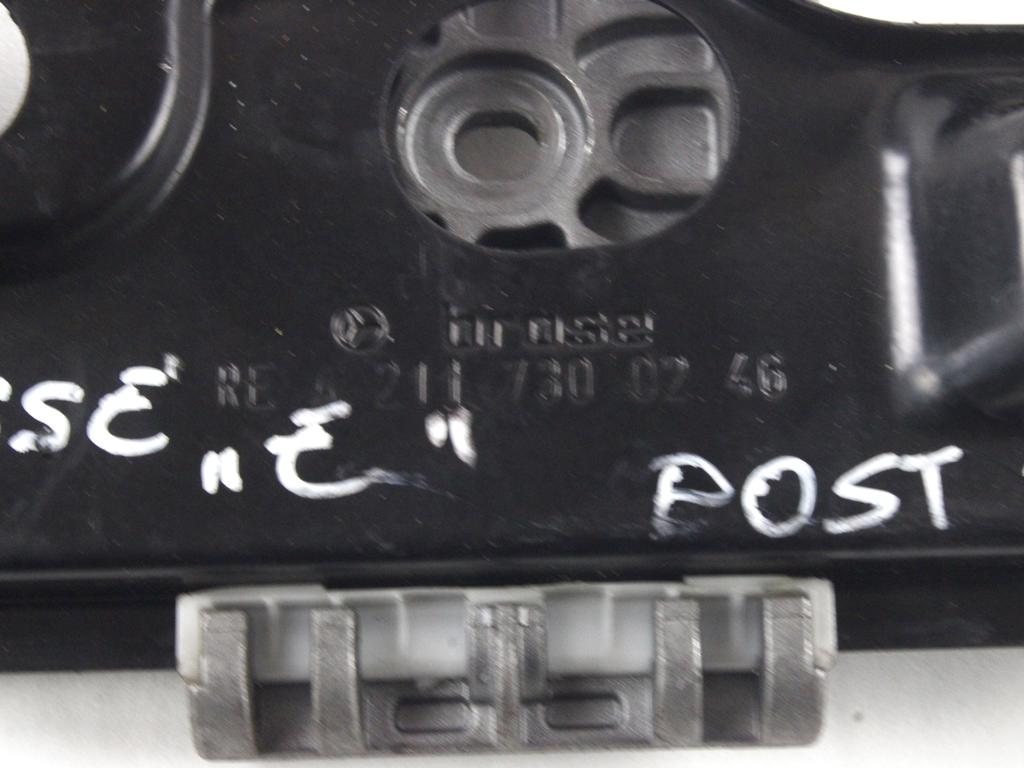 brose
RE A 211 730 02 46
SSE "
„E"
POST